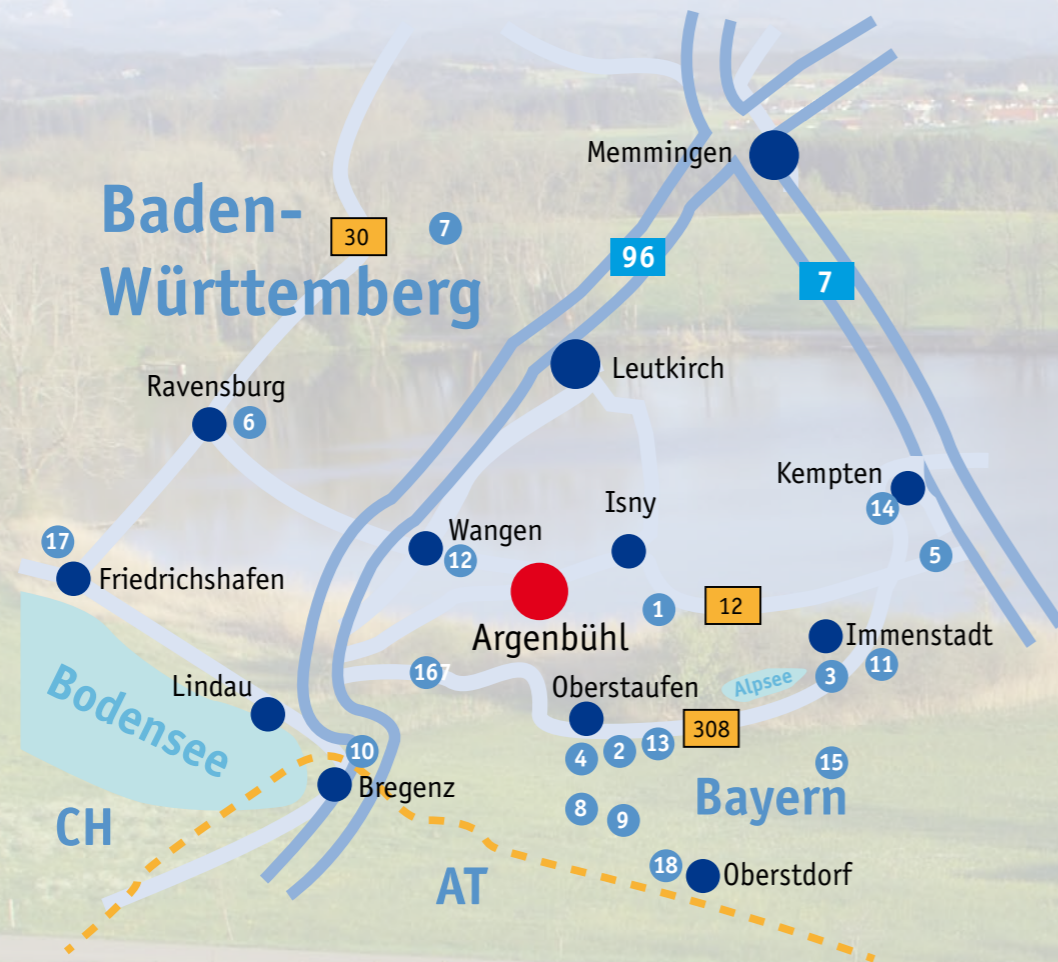 Memmingen
Baden-
Württemberg
30
7
96
7
Leutkirch
Ravensburg
6
Kempten
14
Isny
Wangen
12
17
Friedrichshafen
5
1
12
Argenbühl
Immenstadt
11
3
167
Alpsee
Oberstaufen
Lindau
Bodensee
308
13
2
4
10
15
Bregenz
Bayern
8
9
CH
AT
18
Oberstdorf